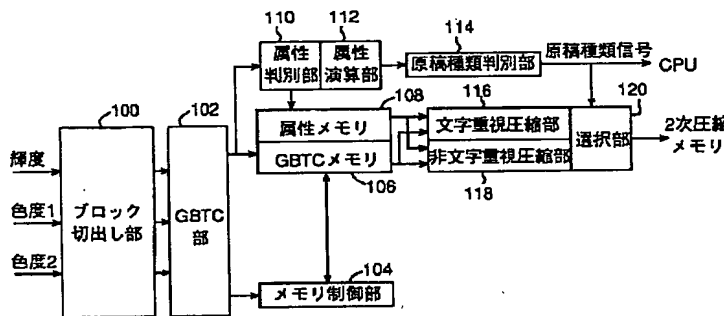 110
112
属性
判別部
属性
演算部
114
原稿種類判別部
原稿種類信号
CPU
100
ブロック
切出し部
102
GBTC
部
108
属性メモリ
GBTCメモリ
106
116
文字重視圧縮部
非文字重視圧縮部
118
120
選択部
2次圧縮
メモリ
輝度
色度1
色度2
104
メモリ制御部